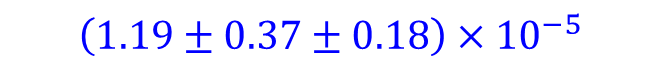 (1.19 ± 0.37 ± 0.18) × 10⁻⁵